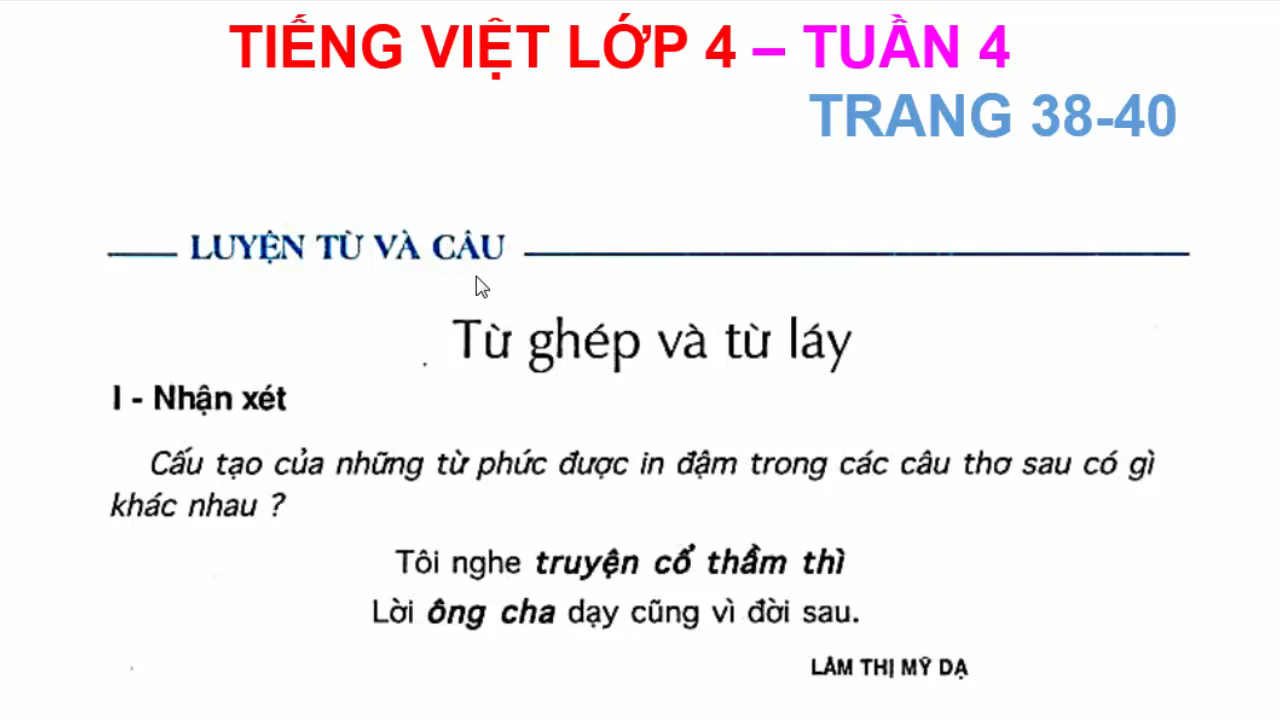 TIẾNG VIỆT LỚP 4 – TUẦN 4
TRANG 38-40
LUYỆN TỪ VÀ CÂU
Từ ghép và từ láy
I - Nhận xét
Cấu tạo của những từ phức được in đậm trong các câu thơ sau có gì
khác nhau ?
Tôi nghe truyện cổ thầm thì
Lời ông cha dạy cũng vì đời sau.
LÂM THỊ MỸ DẠ